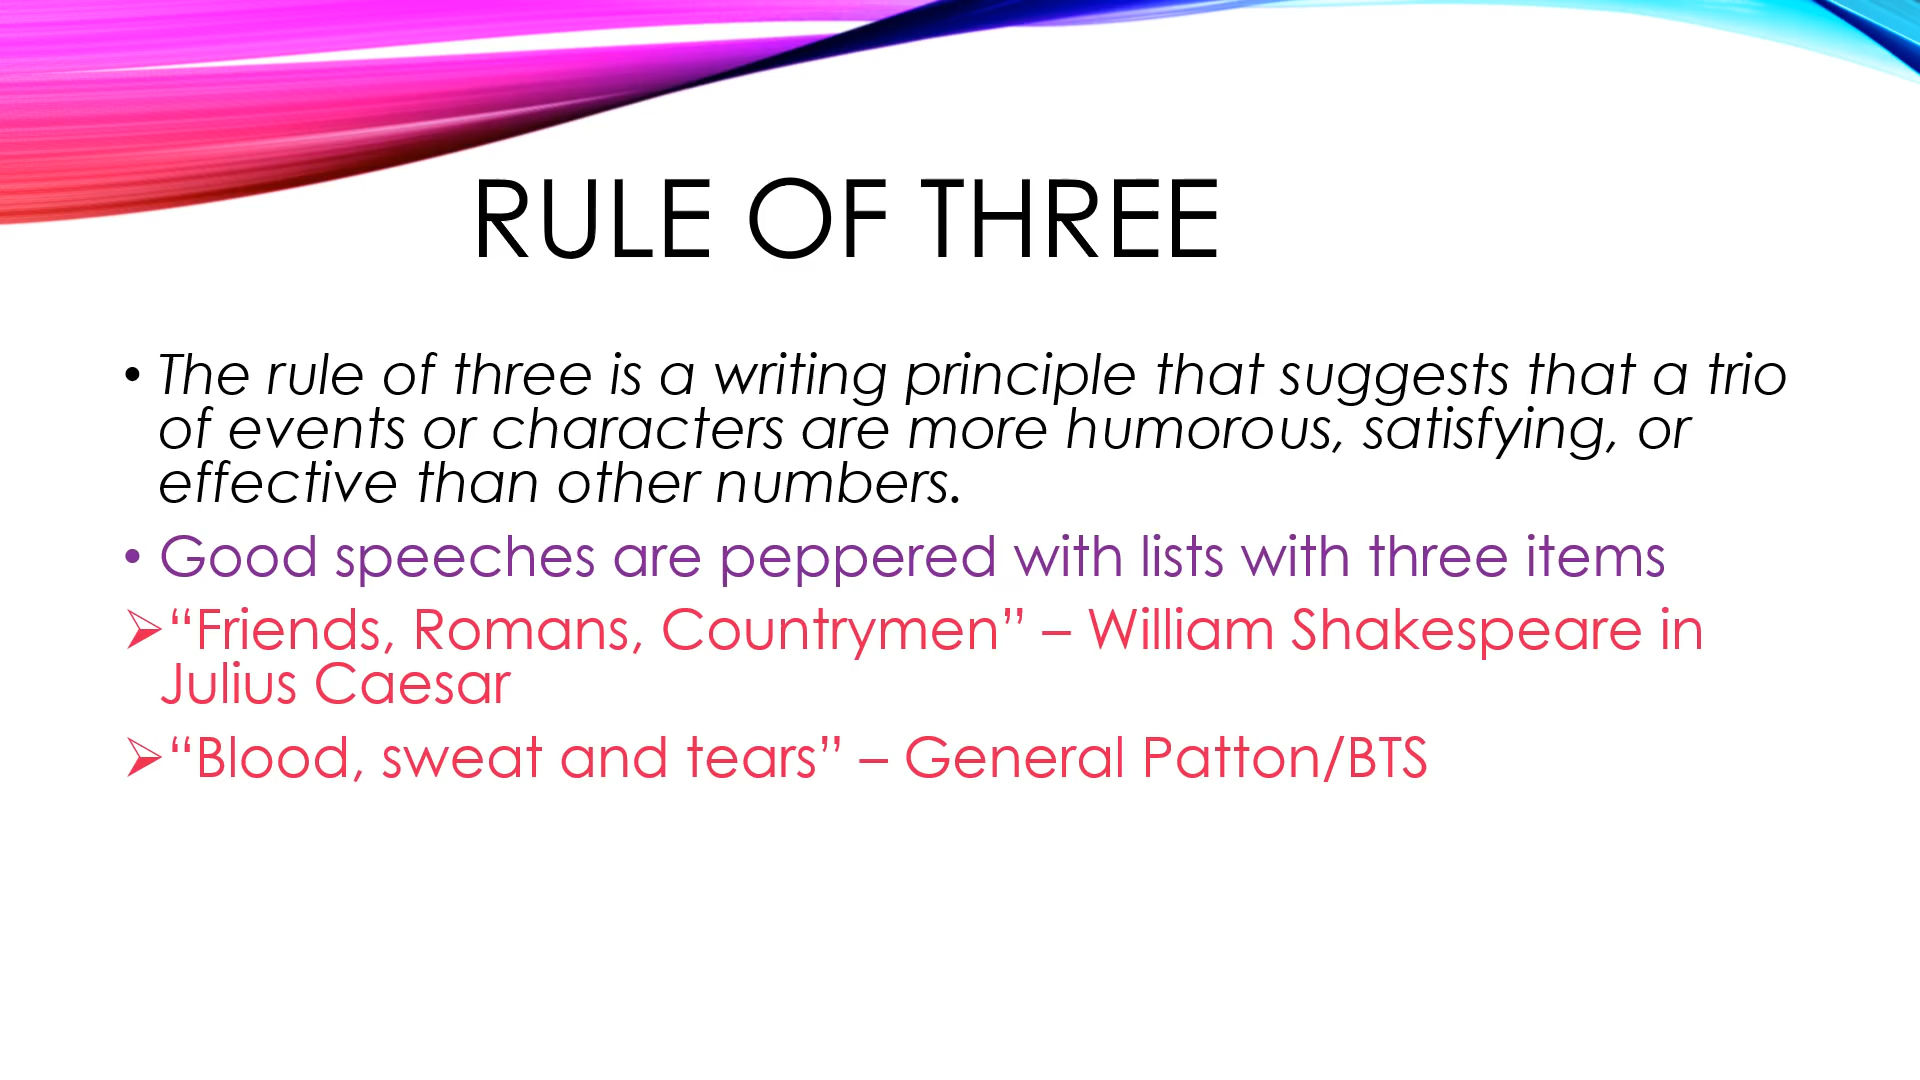 RULE OF THREE
• The rule of three is a writing principle that suggests that a trio
of events or characters are more humorous, satisfying, or
effective than other numbers.
• Good speeches are peppered with lists with three items
➢“Friends, Romans, Countrymen” – William Shakespeare in
Julius Caesar
➢“Blood, sweat and tears” – General Patton/BTS